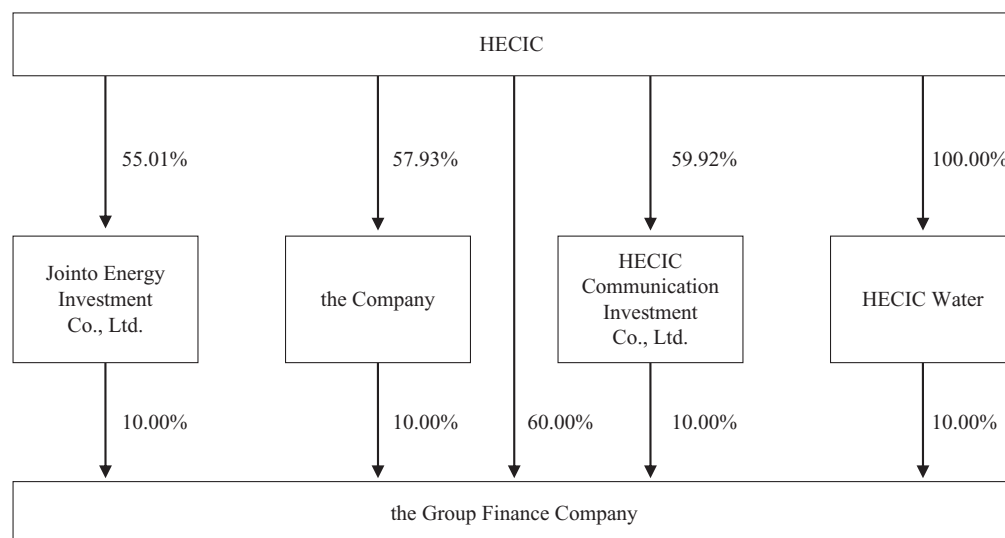 HECIC
55.01%
57.93%
59.92%
100.00%
Jointo Energy
Investment
Co., Ltd.
the Company
HECIC
Communication
Investment
Co., Ltd.
HECIC Water
10.00%
10.00%
60.00%
10.00%
10.00%
the Group Finance Company